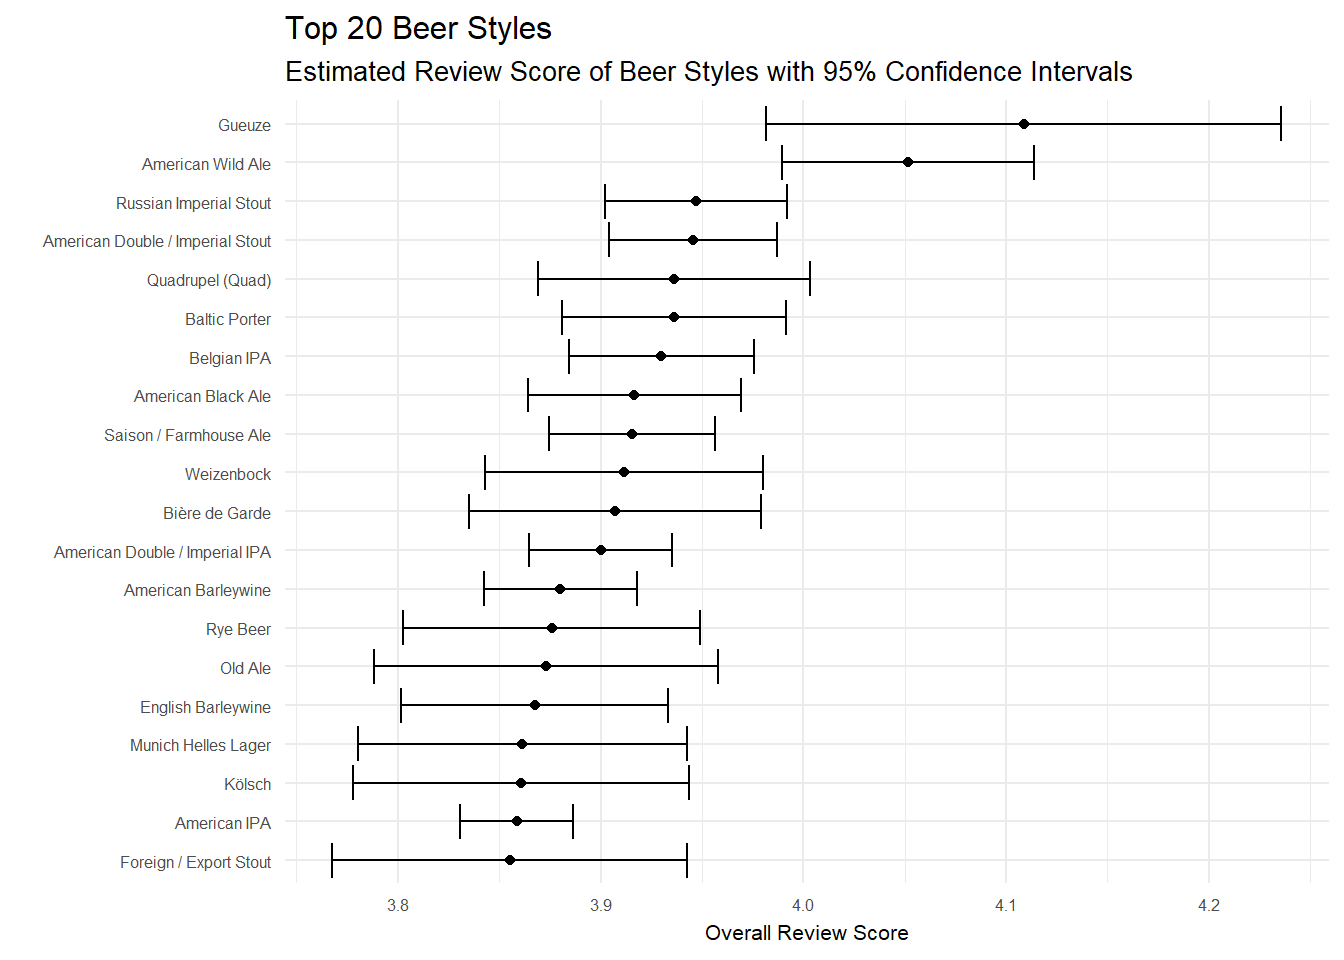 Top 20 Beer Styles
Estimated Review Score of Beer Styles with 95% Confidence Intervals
Gueuze
American Wild Ale
Russian Imperial Stout
American Double / Imperial Stout
Quadrupel (Quad)
Baltic Porter
Belgian IPA
American Black Ale
Saison / Farmhouse Ale
Weizenbock
Bière de Garde
American Double / Imperial IPA
American Barleywine
Rye Beer
Old Ale
English Barleywine
Munich Helles Lager
Kölsch
American IPA
Foreign / Export Stout
3.8 3.9 4.0 4.1 4.2
Overall Review Score